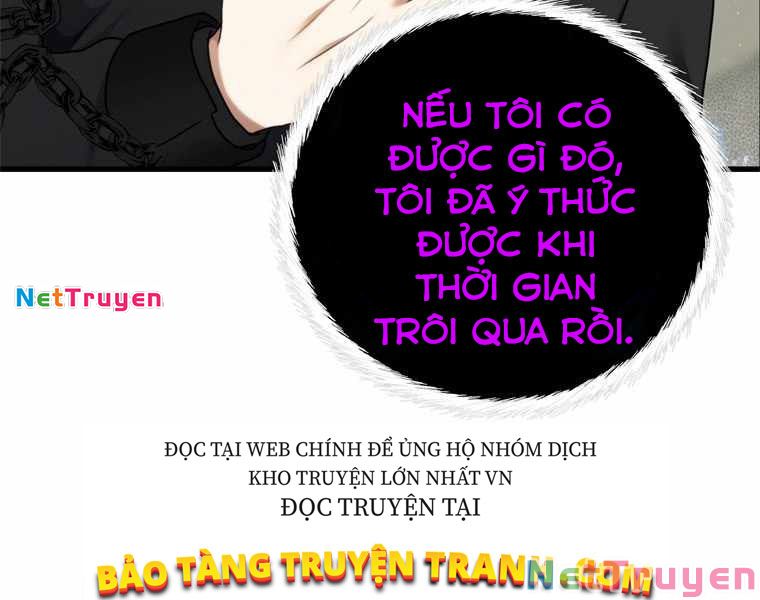 NẾU TÔI CÓ
ĐƯỢC GÌ ĐÓ,
TÔI ĐÃ Ý THỨC
ĐƯỢC KHI
THỜI GIAN
TRÔI QUA RỒI.
NetTruyen
ĐỌC TẠI WEB CHÍNH ĐỂ ỦNG HỘ NHÓM DỊCH
KHO TRUYỆN LỚN NHẤT VN
ĐỌC TRUYỆN TẠI
BẢO TÀNG TRUYỆN TRANH.COM
NetTruyen